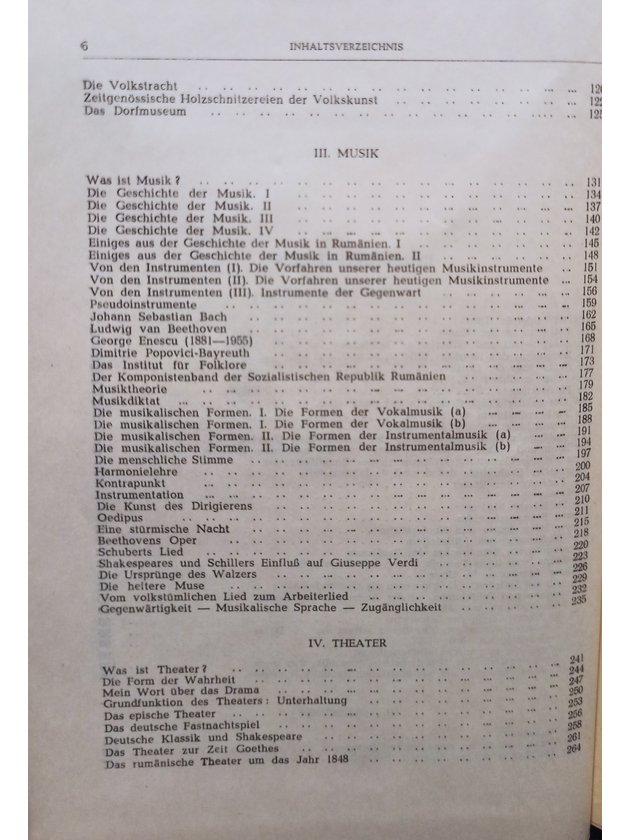 6 INHALTSVERZEICHNIS
Die Volkstracht .. .. .. .. .. .. .. .. .. .. .. .. .. .. ... ... 120
Zeitgenössische Holzschnitzereien der Volkskunst .. .. .. .. .. .. .. ... 122
Das Dorfmuseum .. .. .. .. .. .. .. .. .. .. .. .. .. .... ... 125
III. MUSIK
Was ist Musik? .. .. .. .. .. .. .. .. .. .. .. .. .. .. .. .. 131
Die Geschichte der Musik. I .. .. .. .. .. .. .. .. .. .. .. .. 134
Die Geschichte der Musik. II .. .. .. .. .. .. .. .. .. .. .. ... 137
Die Geschichte der Musik. III .. .. .. .. .. .. .. .. .. .. .. ... 140
Die Geschichte der Musik. IV .. .. ... ... .. .. .. .. .. .. .. ... 142
Einiges aus der Geschichte der Musik in Rumänien. I .. .. .. .. .. .. ... 145
Einiges aus der Geschichte der Musik in Rumänien. II .. .. .. .. .. ... 148
Von den Instrumenten (I). Die Vorfahren unserer heutigen Musikinstrumente .. 151
Von den Instrumenten (II). Die Vorfahren unserer heutigen Musikinstrumente ... 154
Von den Instrumenten (III). Instrumente der Gegenwart .. .. .. .. .. ... 156
Pseudoinstrumente .. .. .. .. .. .. .. .. .. .. .. .. .. ... 159
Johann Sebastian Bach .. .. .. .. .. .. .. .. .. .. .. .. ... 162
Ludwig van Beethoven .. .. .. .. .. .. .. .. .. .. .. ... ... 165
George Enescu (1881—1955) .. .. .. .. .. .. .. .. .. .. .. ... 168
Dimitrie Popovici-Bayreuth .. .. .. .. .. .. .. .. .. .. .. ... 171
Das Institut für Folklore .. .. .. .. .. .. .. .. .. .. .. ... 173
Der Komponistenband der Sozialistischen Republik Rumänien .. .. .. .. .. 177
Musiktheorie .. .. .. .. .. .. .. .. .. .. .. .. .. .. ... 179
Musikdiktat ... .. .. .. .. .. .. .. .. .. .. .. .. ... ... 182
Die musikalischen Formen. I. Die Formen der Vokalmusik (a) ... ... ... ... 185
Die musikalischen Formen. I. Die Formen der Vokalmusik (b) ... ... ... ... 188
Die musikalischen Formen. II. Die Formen der Instrumentalmusik (a) ... ... 191
Die musikalischen Formen. II. Die Formen der Instrumentalmusik (b) ... ... 194
Die menschliche Stimme .. .. .. .. .. .. .. .. .. .. .. ... ... 197
Harmonielehre .. .. .. .. .. .. .. .. .. .. .. .. .. ... ... 200
Kontrapunkt .. .. .. .. .. .. .. .. .. .. .. .. .. ... ... 204
Instrumentation ... .. .. .. .. .. .. .. .. .. .. .. .. ... ... 207
Die Kunst des Dirigierens .. .. .. .. .. .. .. .. .. .. ... ... 210
Oedipus .. .. .. .. .. .. .. .. .. .. .. .. .. .. ... ... 211
Eine stürmische Nacht .. .. .. .. .. .. .. .. .. .. .. ... ... 215
Beethovens Oper .. .. .. .. .. .. .. .. .. .. .. .. ... ... 218
Schuberts Lied .. .. .. .. .. .. .. .. .. .. .. .. .. ... 220
Shakespeares und Schillers Einfluß auf Giuseppe Verdi .. .. .. .. .. ... 223
Die Ursprünge des Walzers .. .. .. .. .. .. .. .. .. ... ... ... 226
Die heitere Muse .. .. .. .. .. .. .. .. .. .. .. .. ... ... 229
Vom volkstümlichen Lied zum Arbeiterlied .. .. .. .. .. .. .. ... ... 232
Gegenwärtigkeit — Musikalische Sprache — Zugänglichkeit .. .. .. .. ... 235
IV. THEATER
Was ist Theater? .. .. .. .. ... .. .. .. .. .. .. .. .. ... 241
Die Form der Wahrheit .. .. .. .. .. .. .. .. .. .. .. ... ... 244
Mein Wort über das Drama .. .. .. .. .. .. .. .. .. .. ... ... 247
Grundfunktion des Theaters: Unterhaltung .. .. .. .. .. .. .. ... ... 250
Das epische Theater .. .. .. .. .. .. .. .. .. .. .. .. ... ... 253
Das deutsche Fastnachtspiel .. .. .. .. .. .. .. .. .. .. ... ... 256
Deutsche Klassik und Shakespeare .. .. .. .. .. .. .. .. .. ... ... 258
Das Theater zur Zeit Goethes .. .. .. .. .. .. .. .. .. .. ... ... 261
Das rumänische Theater um das Jahr 1848 .. .. .. .. .. .. .. ... ... 264